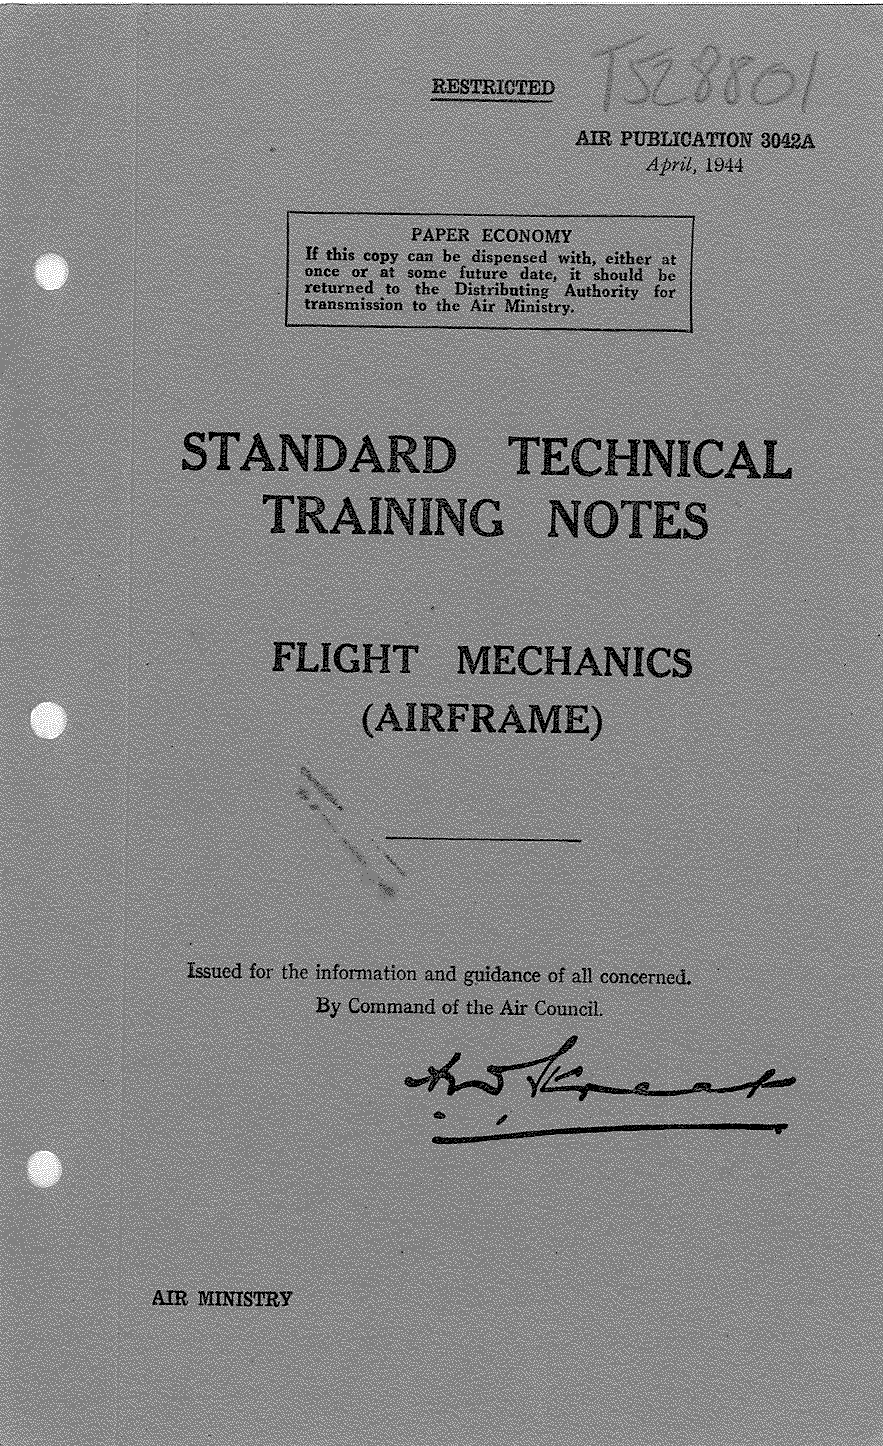 T528801
RESTRICTED
AIR PUBLICATION 3042A
April, 1944
PAPER ECONOMY
If this copy can be dispensed with, either at
once or at some future date, it should be
returned to the Distributing Authority for
transmission to the Air Ministry.
STANDARD TECHNICAL
TRAINING NOTES
FLIGHT MECHANICS
(AIRFRAME)
Issued for the information and guidance of all concerned.
By Command of the Air Council.
AIR MINISTRY